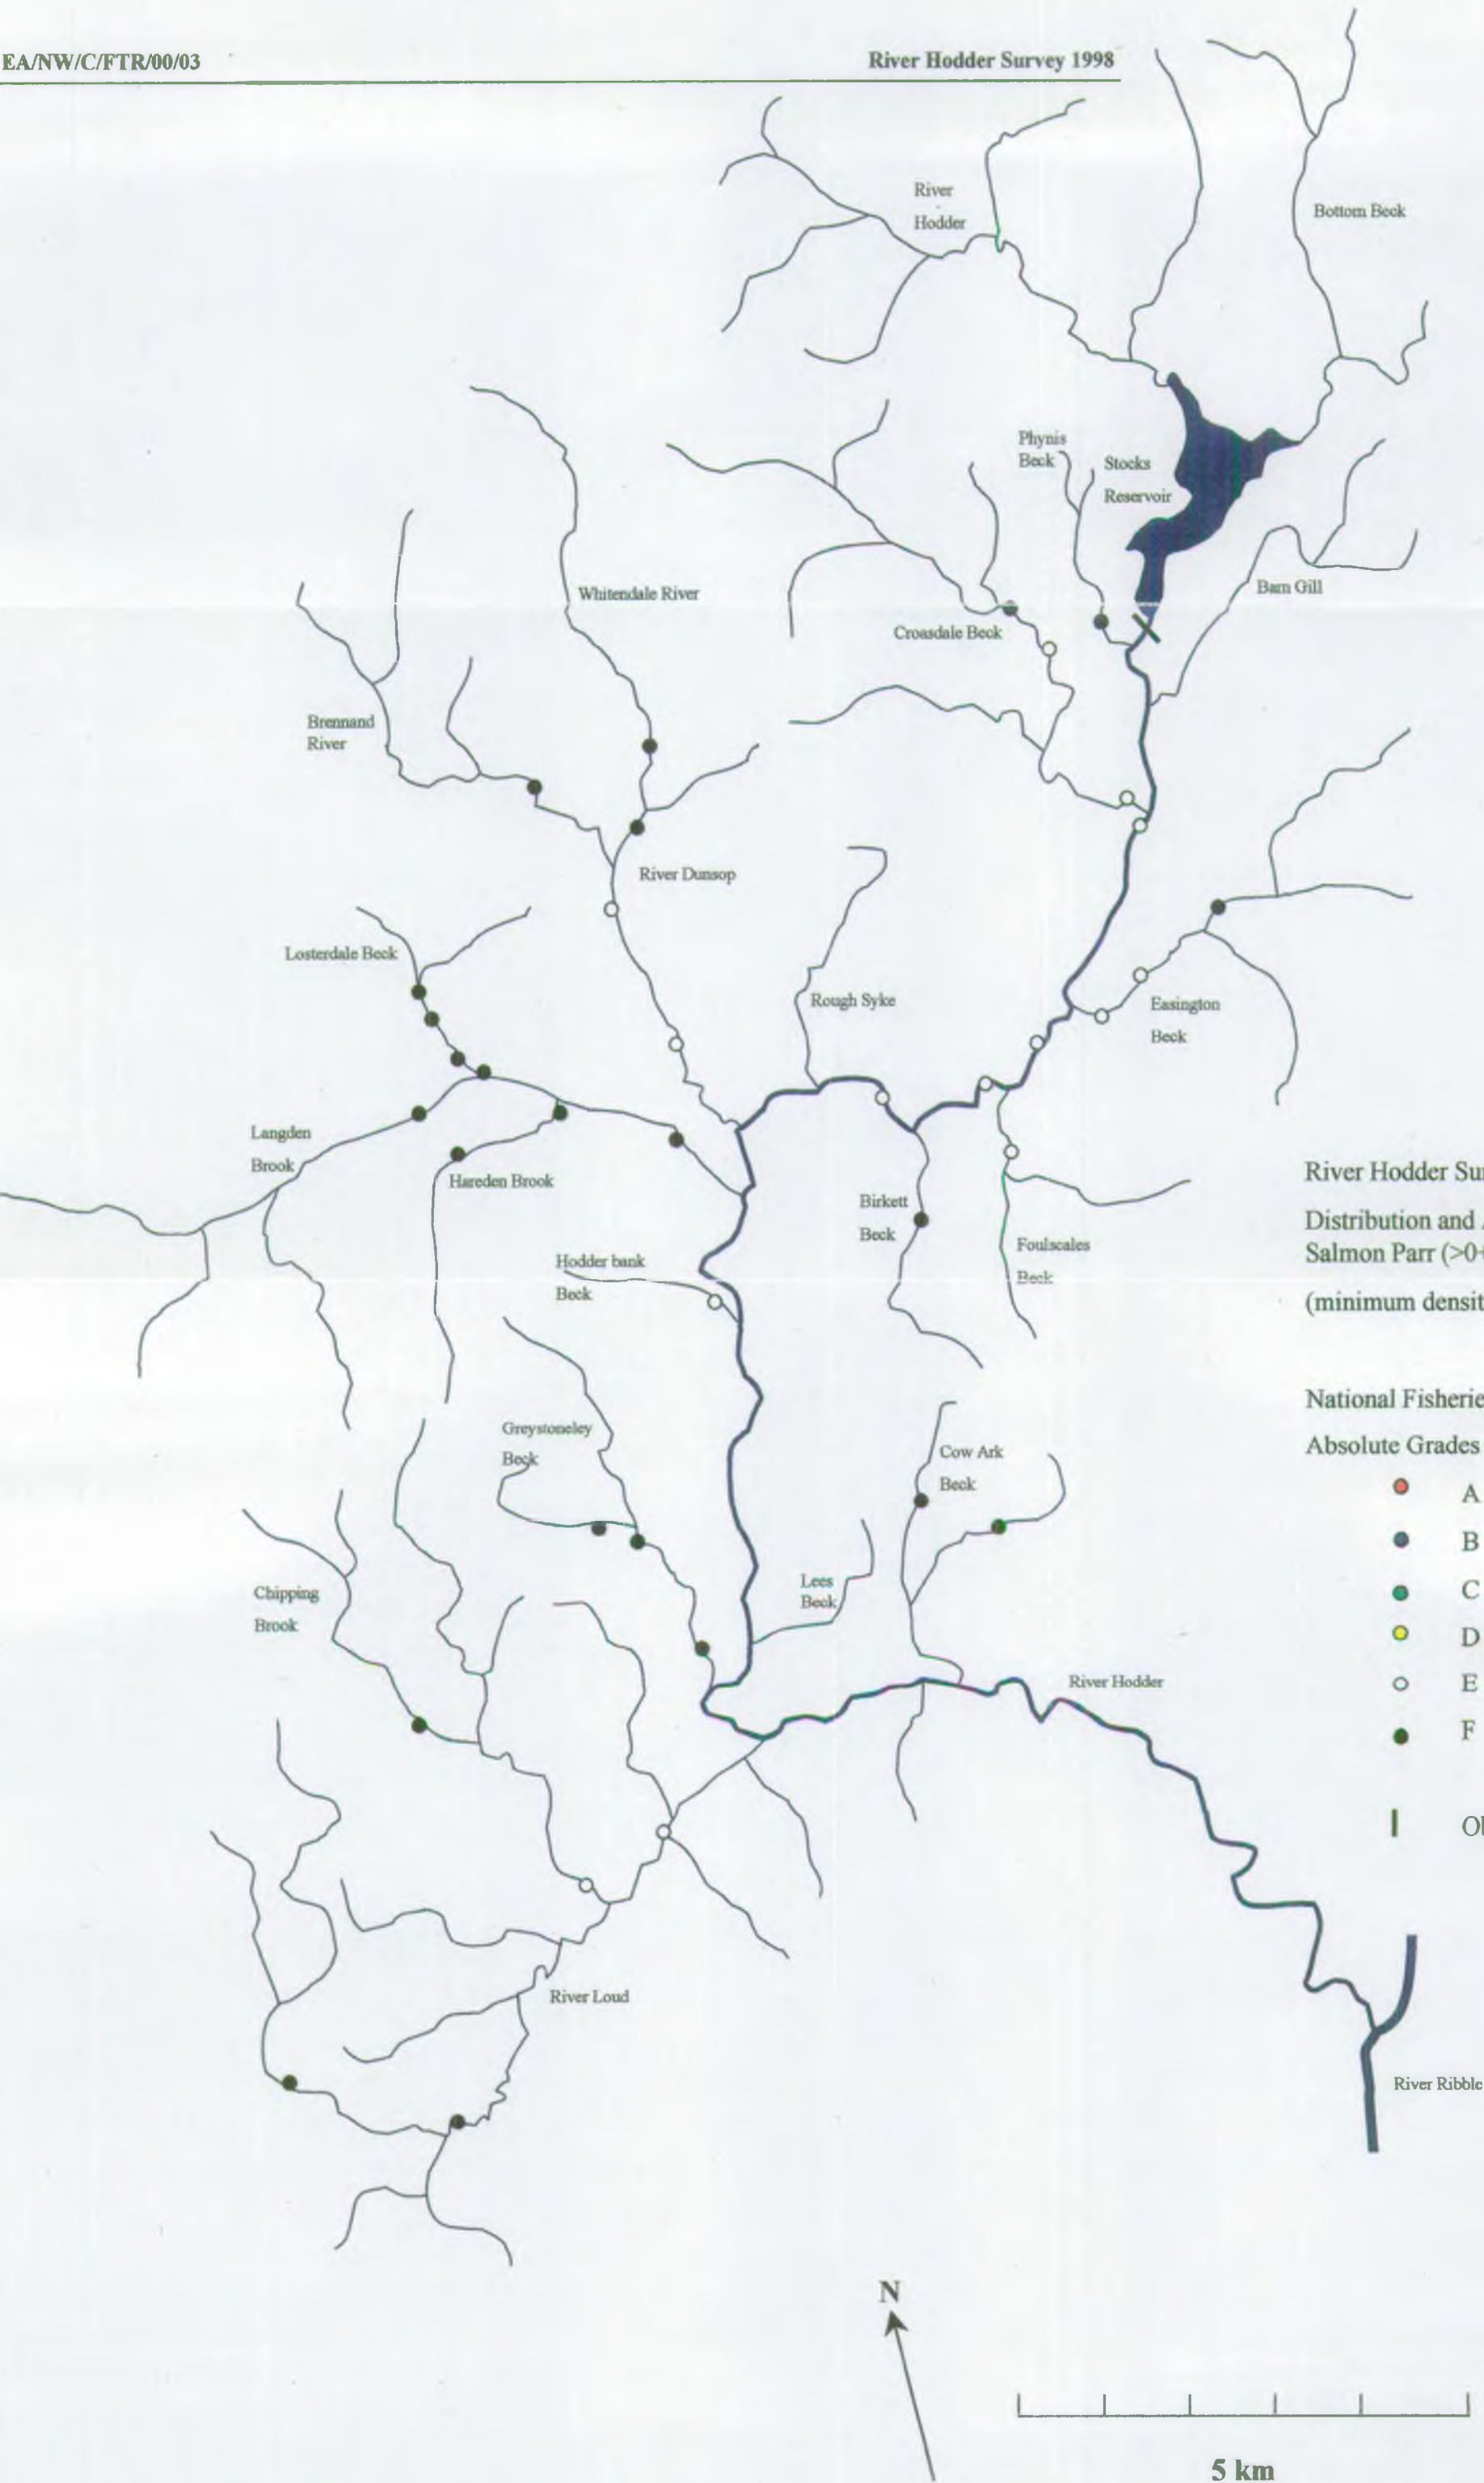 EA/NW/C/FTR/00/03
River Hodder Survey 1998
River
Hodder
Bottom Beck
Phynis
Beck
Stocks
Reservoir
Whitendale River
Barn Gill
Croasdale Beck
Brennand
River
River Dunsop
Losterdale Beck
Rough Syke
Easington
Beck
Langden
Brook
Hareden Brook
Birkett
Beck
Foulscales
Beck
Hodder bank
Beck
River Hodder Su
Distribution and
Salmon Parr (>0
(minimum densit
National Fisherie
Absolute Grades
A
B
C
D
E
F
Greystoneley
Beck
Cow Ark
Beck
Lees
Beck
Chipping
Brook
River Hodder
River Loud
River Ribble
N
5 km